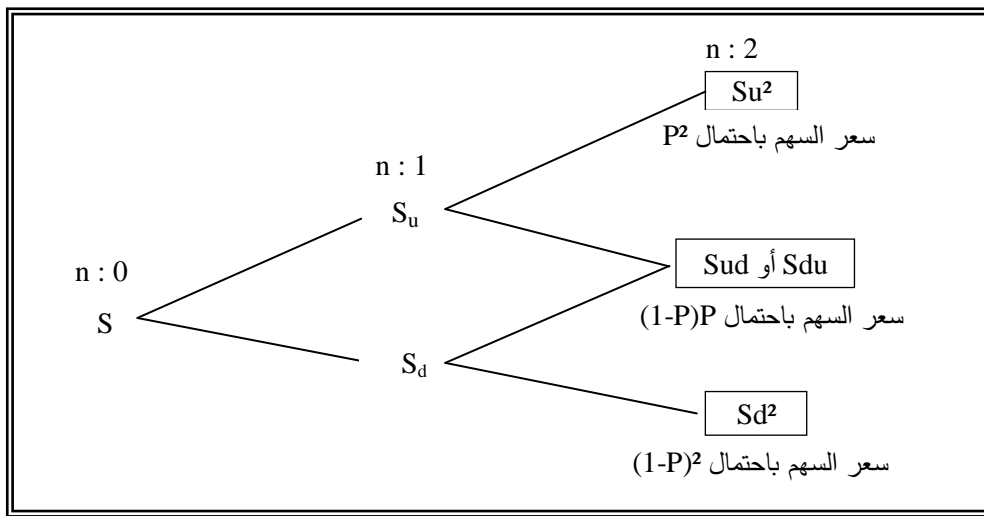 n : 2
Su²
سعر السهم باحتمال P²
n : 1
Su
n : 0
Sud أو Sdu
S
سعر السهم باحتمال P(1-P)
Sd
Sd²
سعر السهم باحتمال (1-P)²